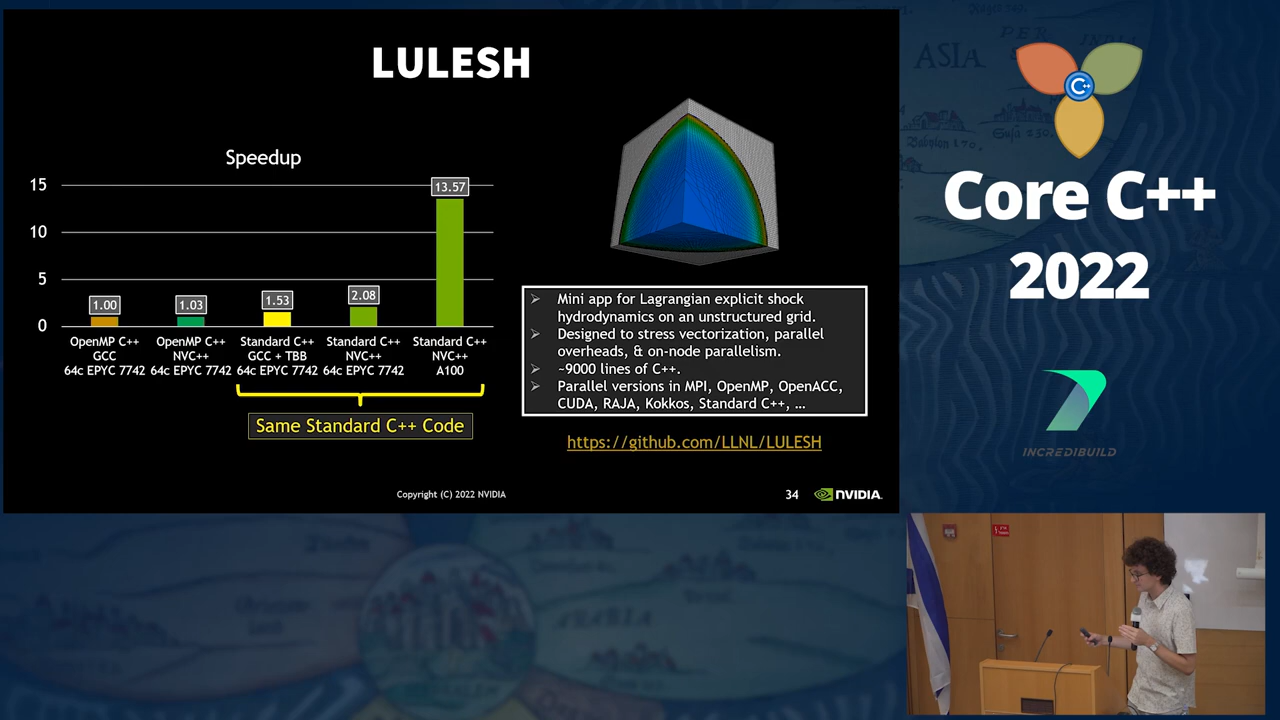 LULESH
Speedup
15
10
5
0
1.00
1.03
1.53
2.08
13.57
OpenMP C++
GCC
64c EPYC 7742
OpenMP C++
NVC++
64c EPYC 7742
Standard C++
GCC + TBB
64c EPYC 7742
Standard C++
NVC++
64c EPYC 7742
Standard C++
NVC++
A100
Same Standard C++ Code
➢ Mini app for Lagrangian explicit shock
hydrodynamics on an unstructured grid.
➢ Designed to stress vectorization, parallel
overheads, & on-node parallelism.
➢ ~9000 lines of C++.
➢ Parallel versions in MPI, OpenMP, OpenACC,
CUDA, RAJA, Kokkos, Standard C++, …
https://github.com/LLNL/LULESH
Copyright (C) 2022 NVIDIA
34
NVIDIA.
ASIA
C++
Core C++
2022
INCREDIBUILD